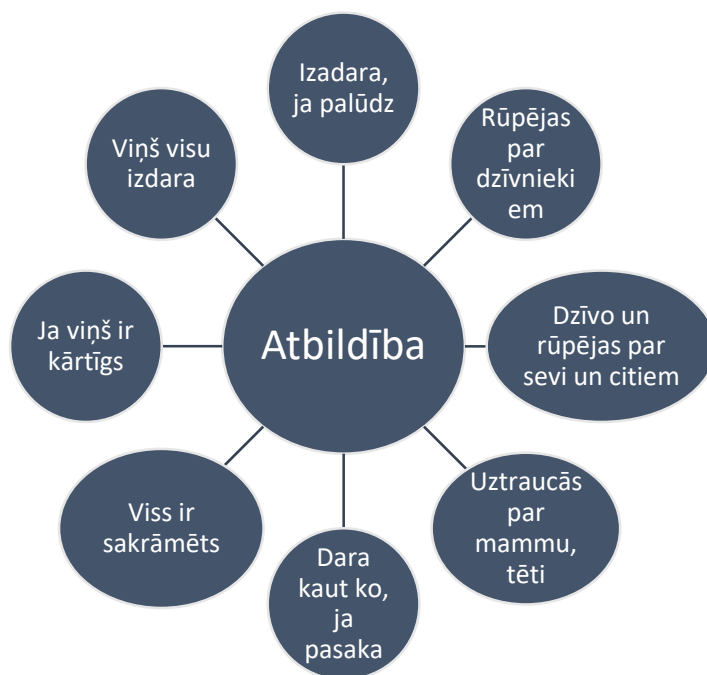 Izadara,
ja palūdz
Rūpējas
par
dzīvnieki
em
Dzīvo un
rūpējas par
sevi un citiem
Uztraucās
par
mammu,
tēti
Dara
kaut ko,
ja
pasaka
Viss ir
sakrāmēts
Ja viņš ir
kārtīgs
Viņš visu
izdara
Atbildība